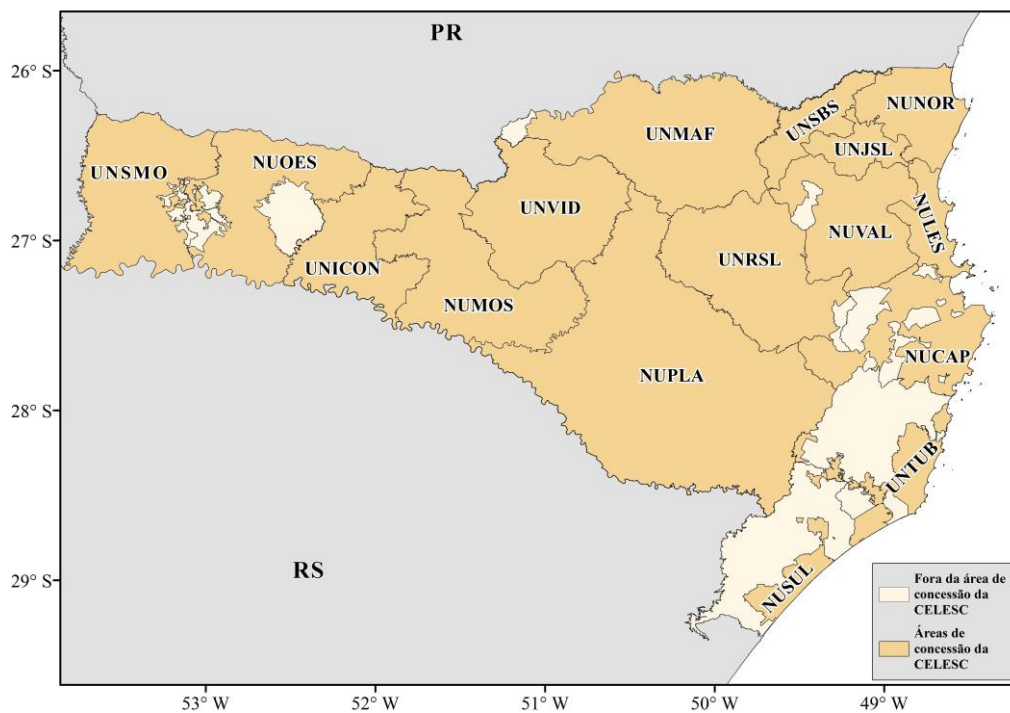 PR
26° S
27° S
28° S
29° S
UNMAF
UNSBS
NUNOR
UNJSL
UNSMO
NUOES
UNVID
NULES
NUVAL
UNRSL
UNICON
NUMOS
NUCAP
NUPLA
UNTUB
RS
NUSUL
Fora da área de
concessão da
CELESC
Áreas de
concessão da
CELESC
53° W
52° W
51° W
50° W
49° W